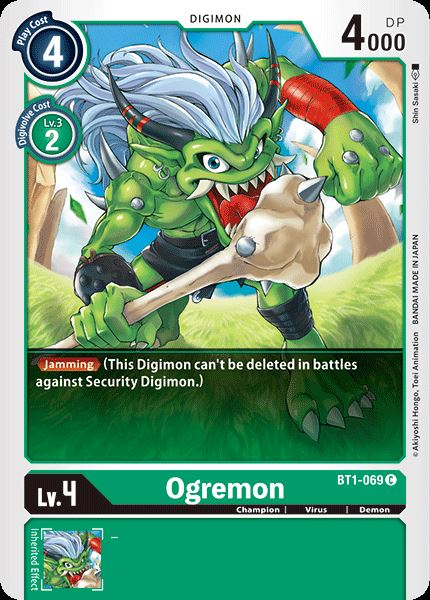 Play Cost
4
DIGIMON
DP
4000
Digivolve Cost
Lv.3
2
Shin Sasaki
Jamming (This Digimon can't be deleted in battles
against Security Digimon.)
© Akiyoshi Hongo, Toei Animation BANDAI MADE IN JAPAN
BT1-069 C
Lv.4
Ogremon
Champion | Virus | Demon
Inherited Effect
–